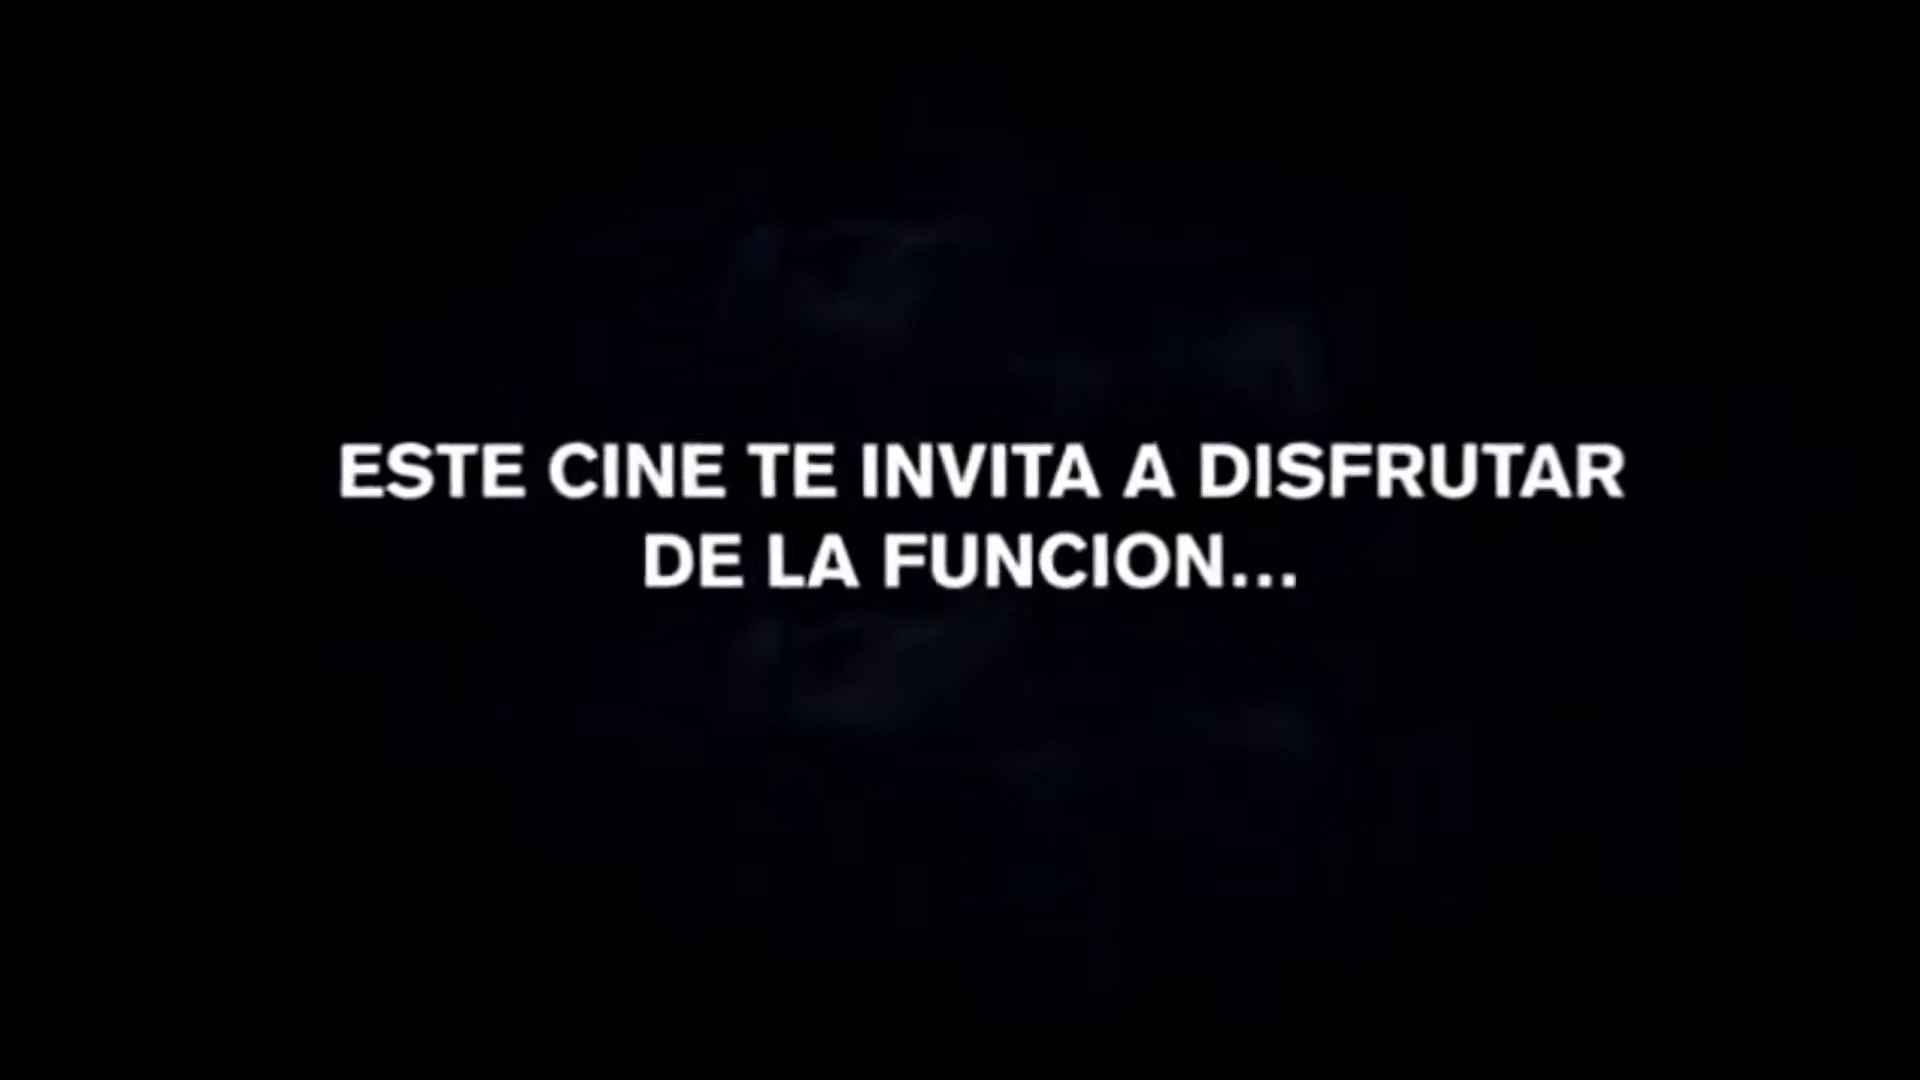 ESTE CINE TE INVITA A DISFRUTAR
DE LA FUNCION...